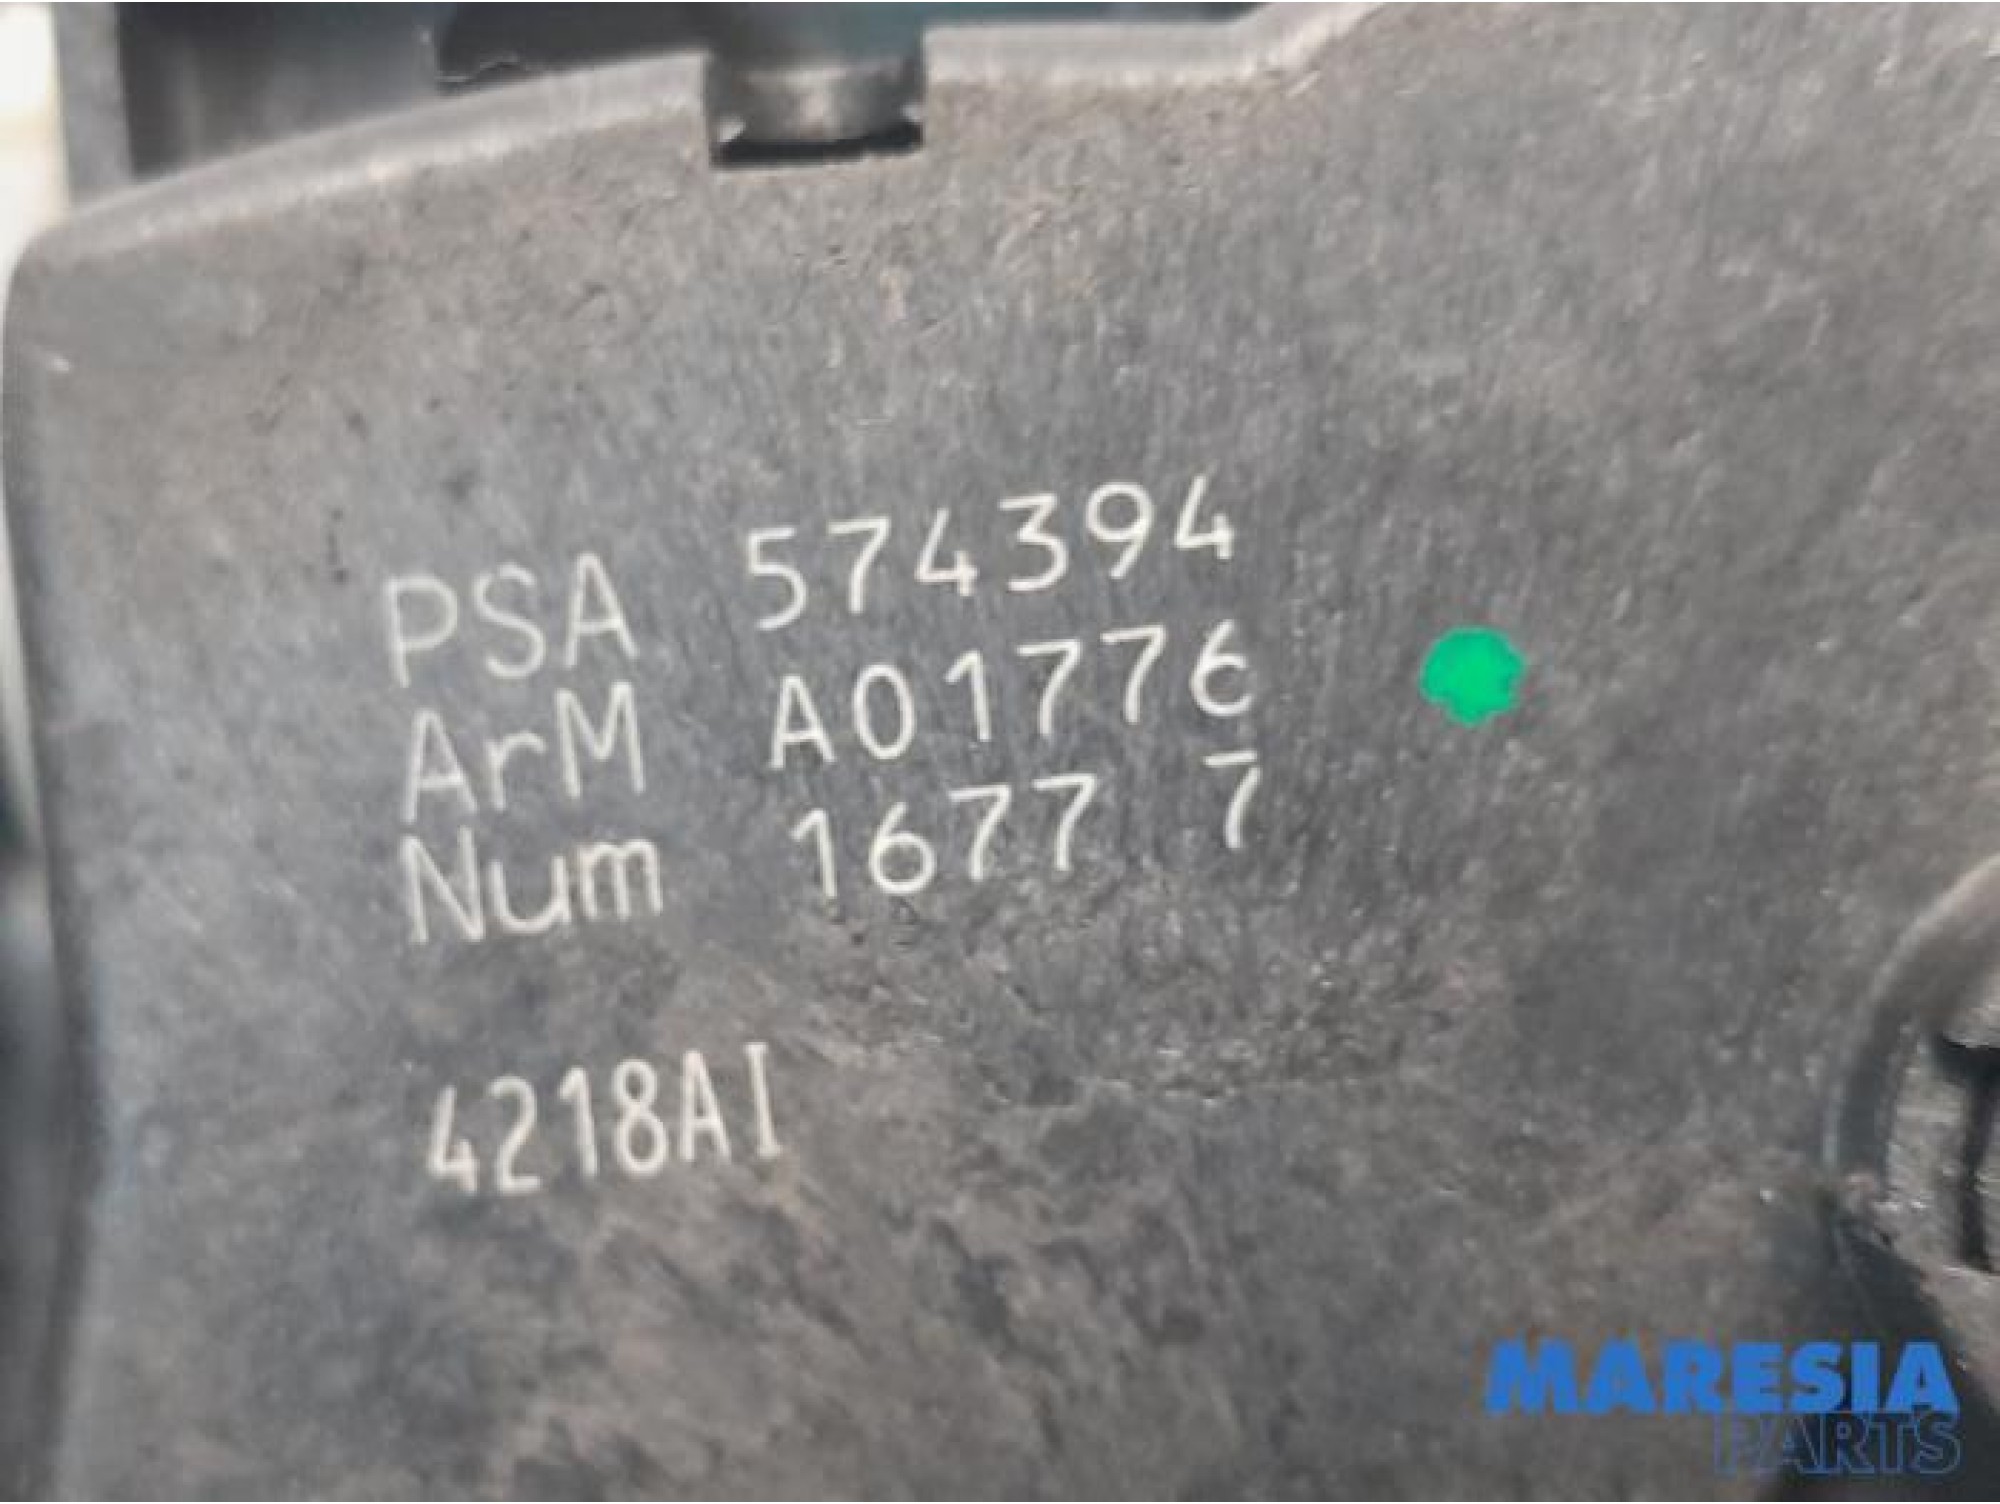 PSA 574394
ArM A01776
Num 1677 7
4218AI
MARESIA
PARTS